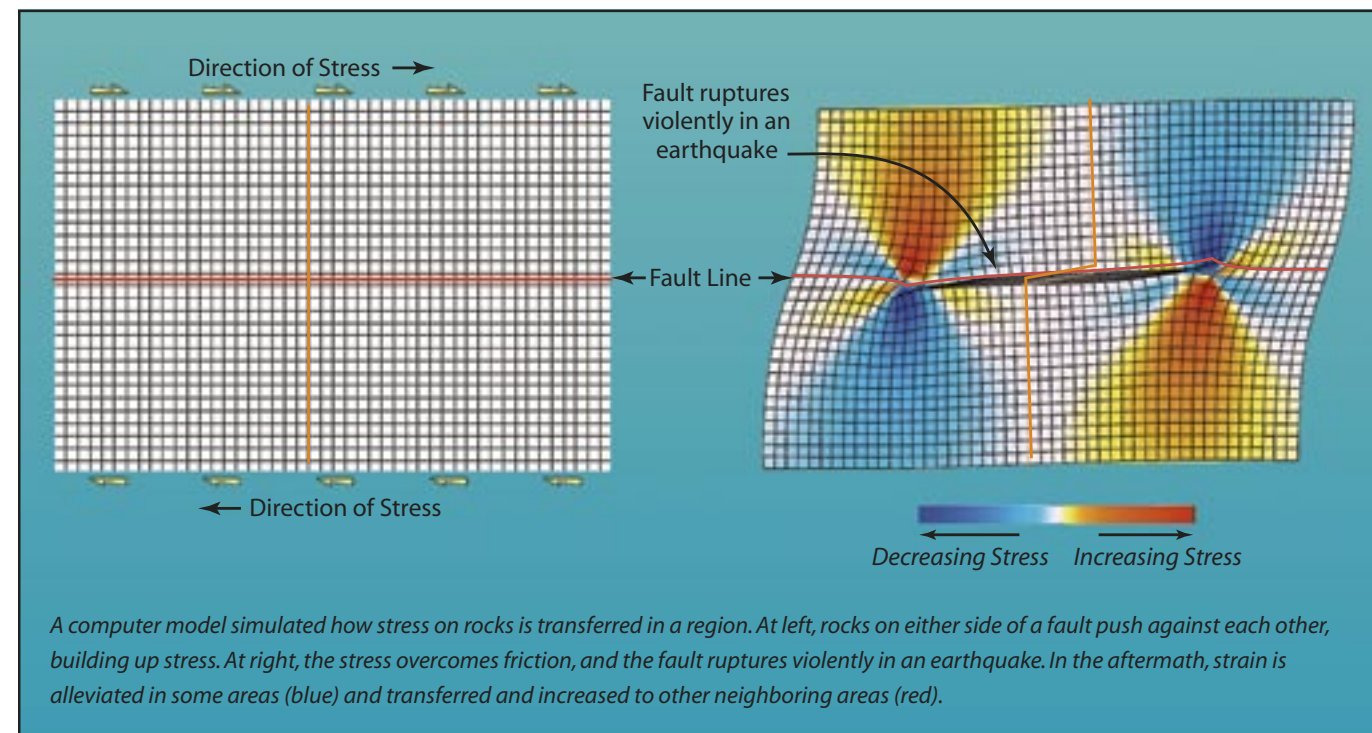 Direction of Stress
Fault ruptures
violently in an
earthquake
Fault Line
Direction of Stress
Decreasing Stress
Increasing Stress
A computer model simulated how stress on rocks is transferred in a region. At left, rocks on either side of a fault push against each other,
building up stress. At right, the stress overcomes friction, and the fault ruptures violently in an earthquake. In the aftermath, strain is
alleviated in some areas (blue) and transferred and increased to other neighboring areas (red).